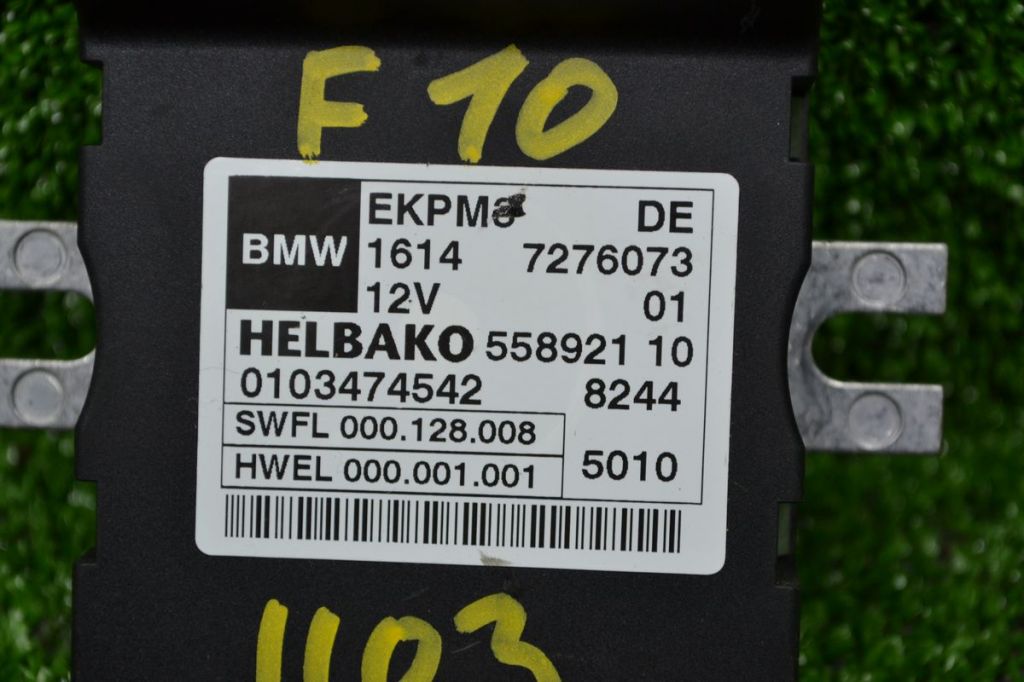 F 10
EKPM DE
BMW
1614 7276073
12V 01
HELBAKO 558921 10
0103474542 8244
SWFL 000.128.008
HWEL 000.001.001
5010
1103